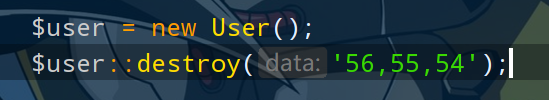 $user = new User();
$user::destroy( data: '56,55,54');